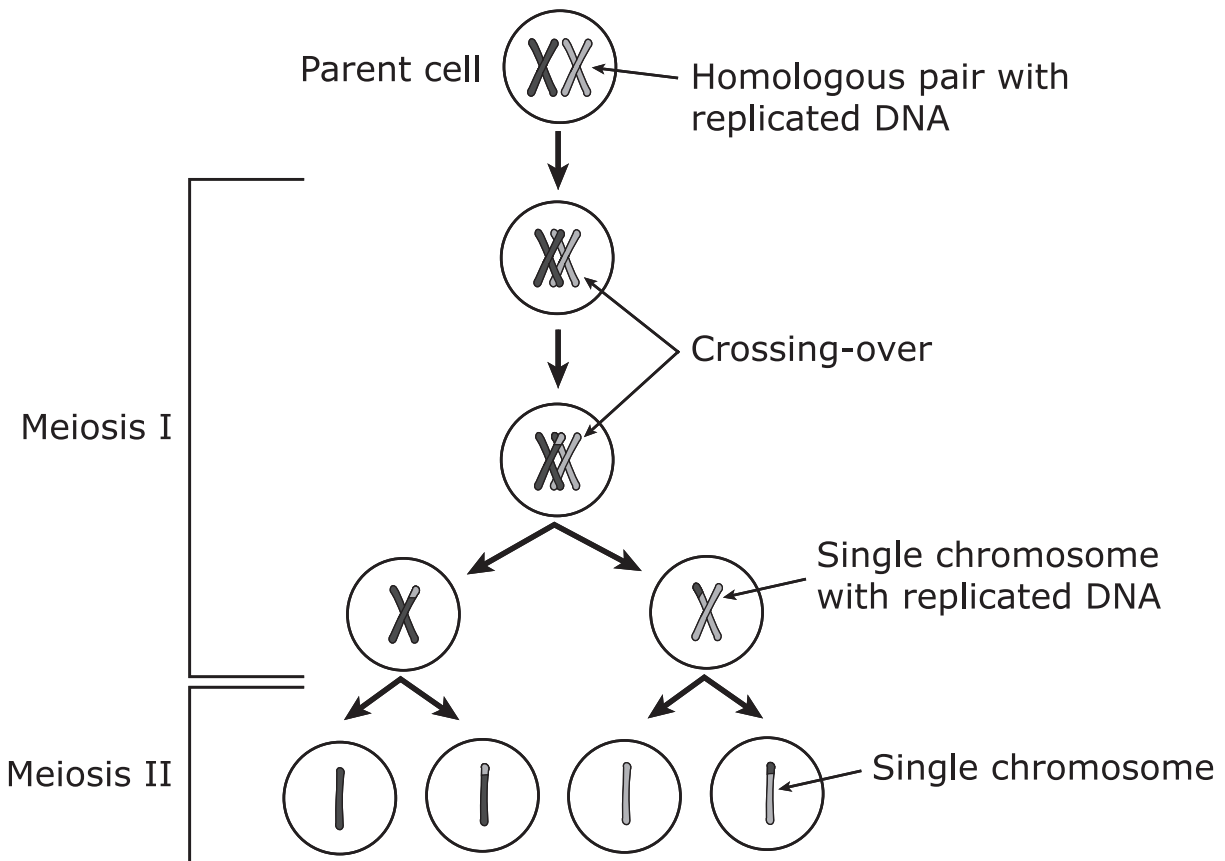 Parent cell
Homologous pair with
replicated DNA
Crossing-over
Meiosis I
Single chromosome
with replicated DNA
Meiosis II
Single chromosome